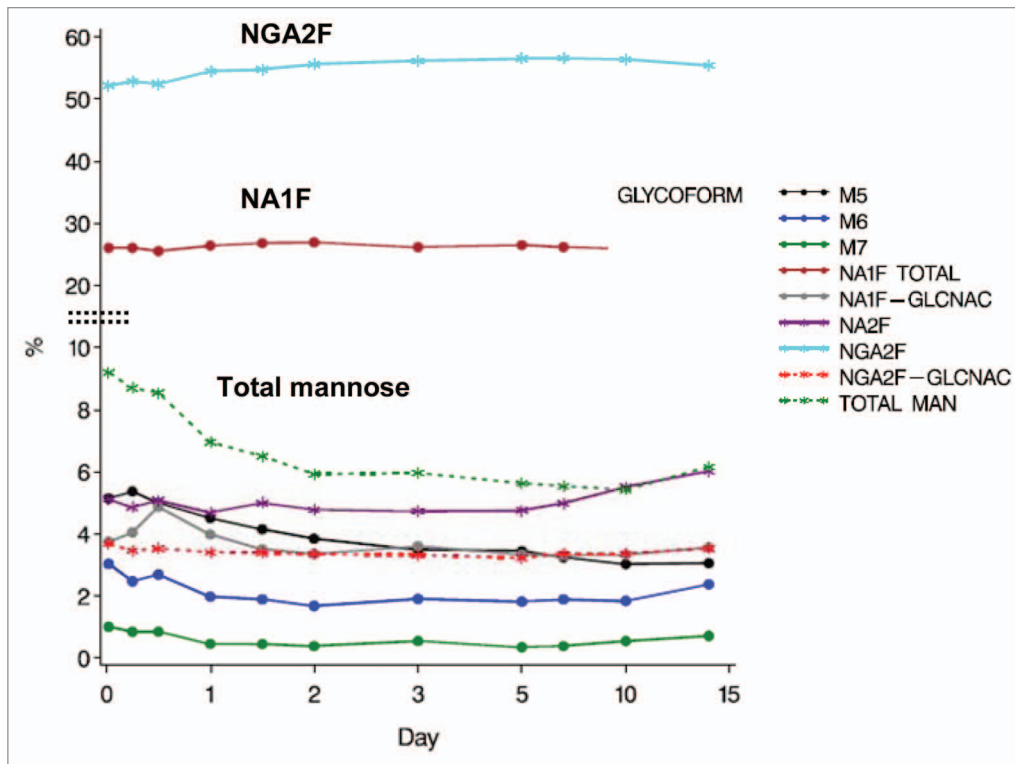 60
NGA2F
50
40
NA1F
30
20
%
10
Total mannose
8
6
4
2
0
0 1 2 3 5 10 15
Day
GLYCOFORM
M5
M6
M7
NA1F TOTAL
NA1F–GLCNAC
NA2F
NGA2F
NGA2F–GLCNAC
TOTAL MAN